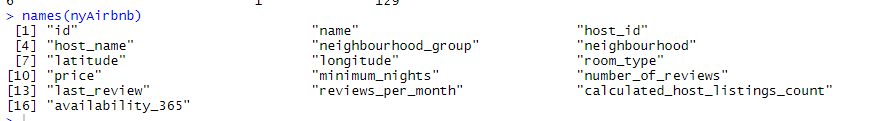 6 1 129
> names(nyAirbnb)
[1] "id" "name" "host_id"
[4] "host_name" "neighbourhood_group" "neighbourhood"
[7] "latitude" "longitude" "room_type"
[10] "price" "minimum_nights" "number_of_reviews"
[13] "last_review" "reviews_per_month" "calculated_host_listings_count"
[16] "availability_365"
>